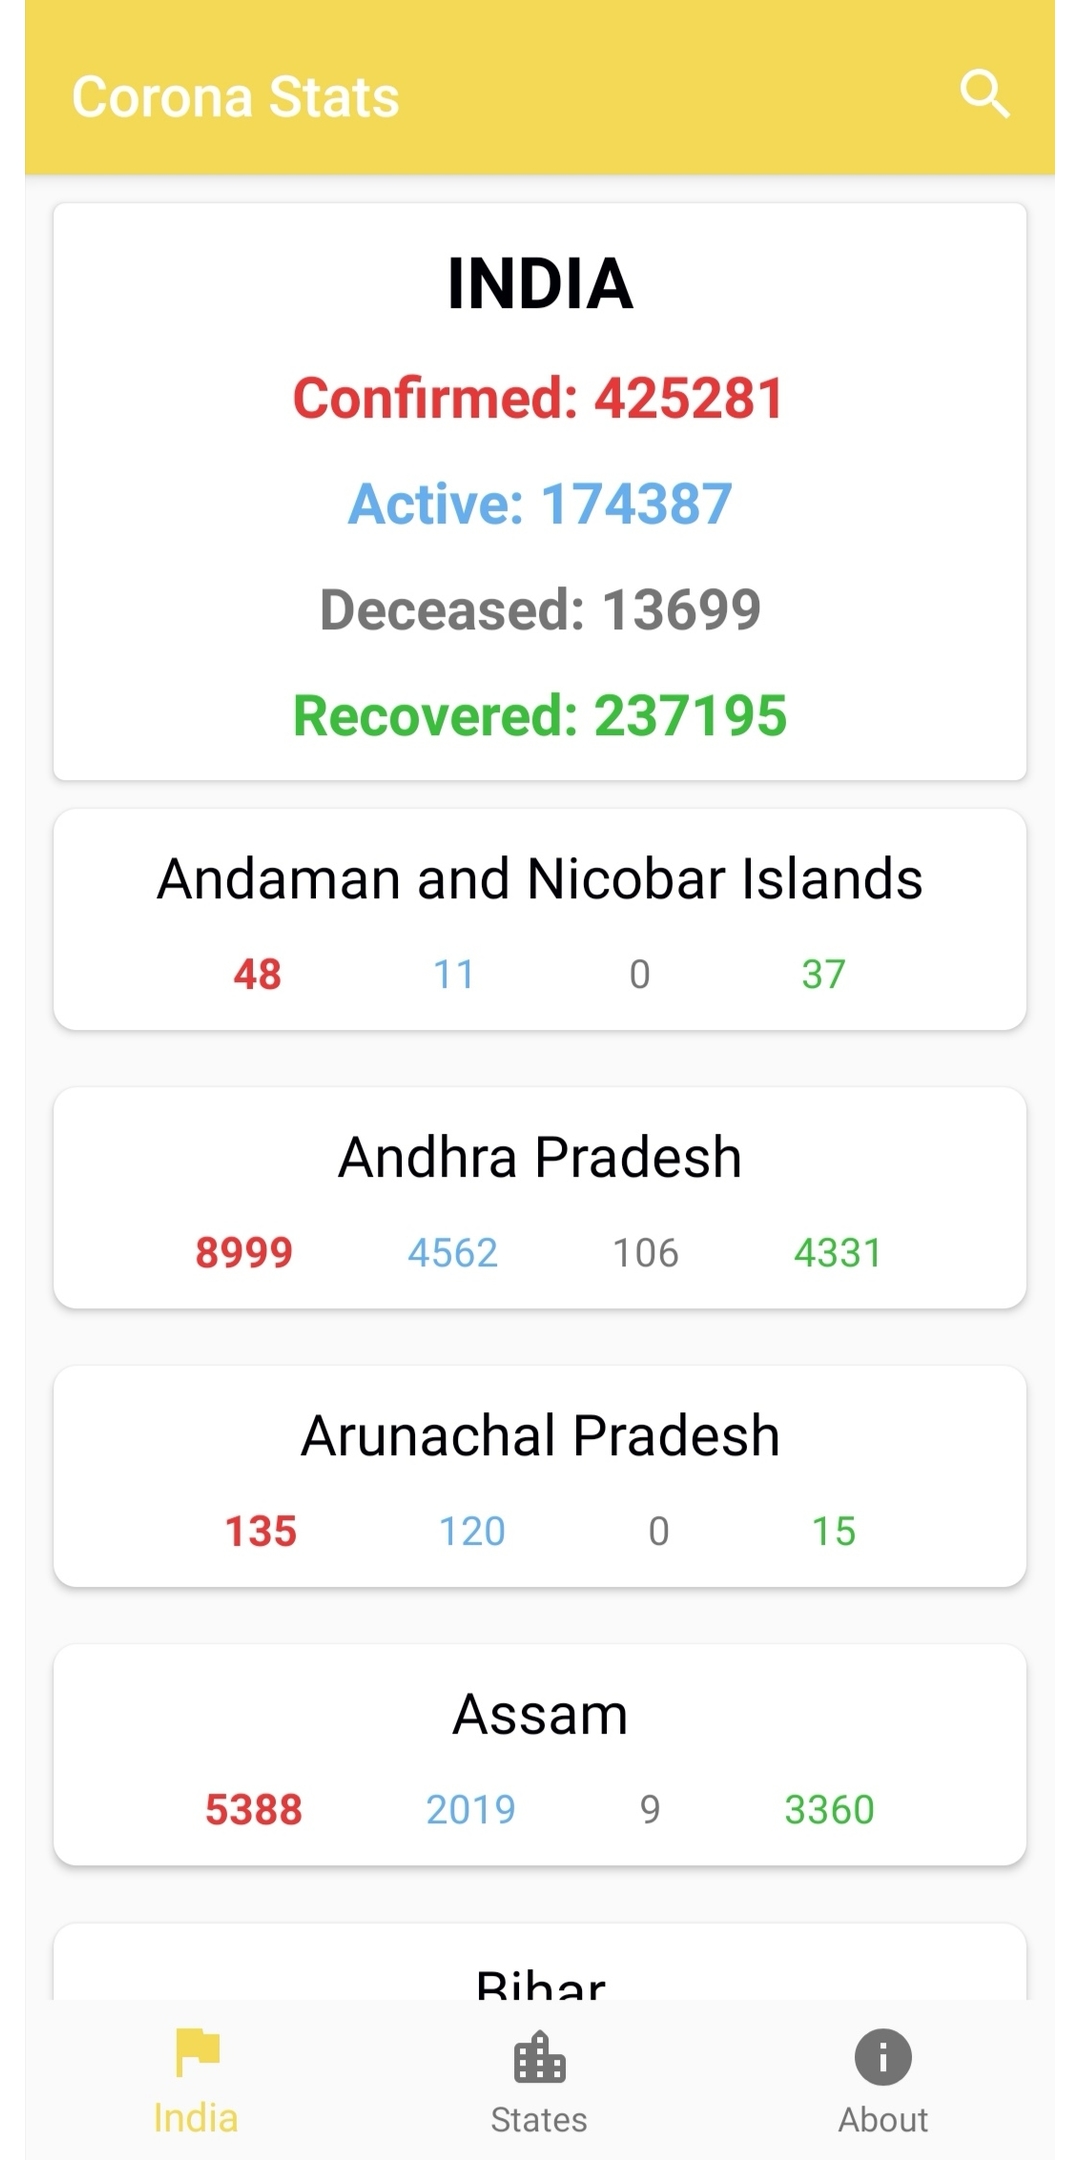 Corona Stats
INDIA
Confirmed: 425281
Active: 174387
Deceased: 13699
Recovered: 237195
Andaman and Nicobar Islands
48 11 0 37
Andhra Pradesh
8999 4562 106 4331
Arunachal Pradesh
135 120 0 15
Assam
5388 2019 9 3360
Bihar
India States About